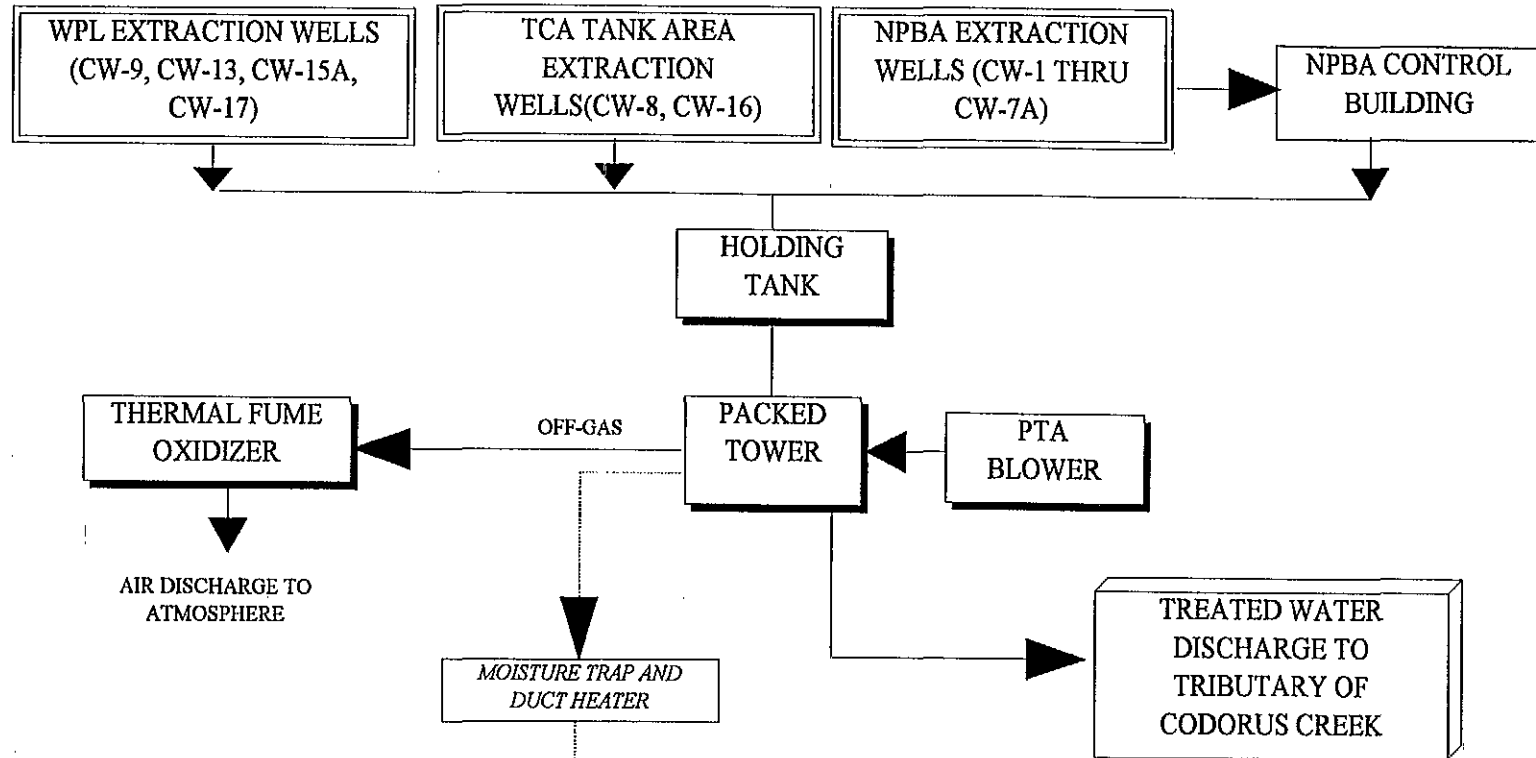 WPL EXTRACTION WELLS
(CW-9, CW-13, CW-15A,
CW-17)
TCA TANK AREA
EXTRACTION
WELLS(CW-8, CW-16)
NPBA EXTRACTION
WELLS (CW-1 THRU
CW-7A)
NPBA CONTROL
BUILDING
HOLDING
TANK
THERMAL FUME
OXIDIZER
OFF-GAS
PACKED
TOWER
PTA
BLOWER
AIR DISCHARGE TO
ATMOSPHERE
MOISTURE TRAP AND
DUCT HEATER
TREATED WATER
DISCHARGE TO
TRIBUTARY OF
CODORUS CREEK